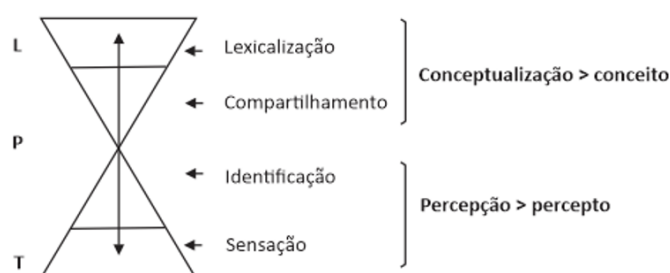 L
Lexicalização
Conceptualização > conceito
Compartilhamento
P
Identificação
Percepção > percepto
Sensação
T